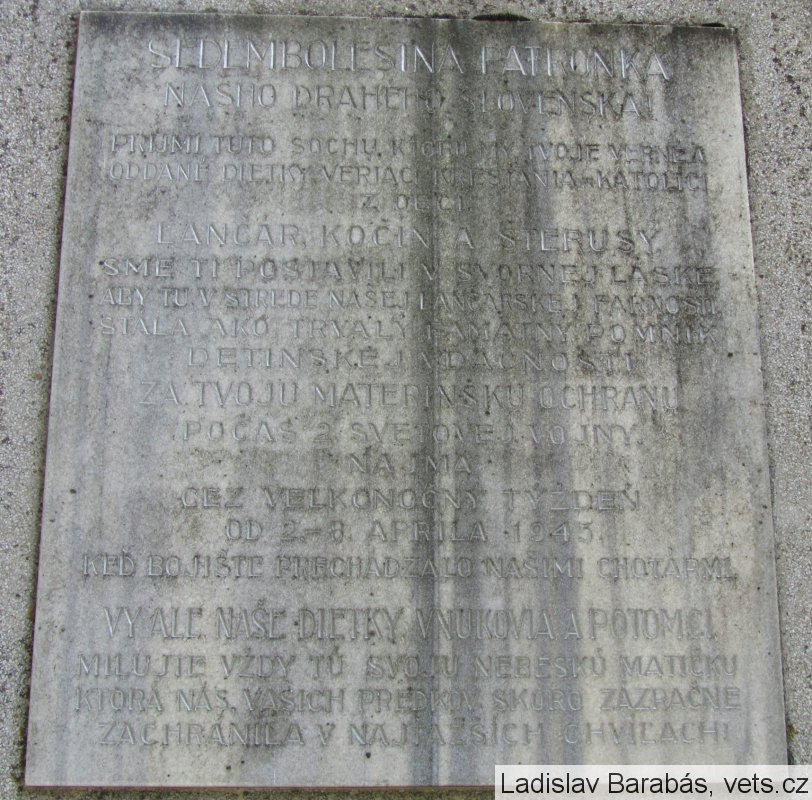 SEDEMBOLESTNÁ PATRÓNKA
NÁŠHO DRAHÉHO SLOVENSKA!
PRIJMI TÚTO SOCHU, KTORÚ MY TVOJE VERNÉ A
ODDANÉ DIETKY VERIACI KRESŤANIA-KATOLÍCI
Z OBCÍ
LANČÁR, KOČÍN A ŠTERUSY
SME TI POSTAVILI V SVORNEJ LÁSKE
ABY TU, V STREDE NAŠEJ LANČÁRSKEJ FARNOSTI
STÁLA AKO TRVALÝ PAMÄTNÝ POMNÍK
DETINSKEJ VĎAČNOSTI
ZA TVOJU MATERINSKÚ OCHRANU
POČAS 2. SVETOVEJ VOJNY.
NAJMÄ
CEZ VEĽKONOČNÝ TÝŽDEŇ
OD 2.-8. APRÍLA 1945.
KEĎ BOJIŠTE PRECHÁDZALO NAŠIMI CHOTÁRMI.
VY ALE NAŠE DIETKY VNUKOVIA A POTOMCI
MILUJTE VŽDY TÚ SVOJU NEBESKÚ MATIČKU
KTORÁ NÁS, VAŠICH PREDKOV, SKORO ZÁZRAČNE
ZACHRÁNILA V NAJŤAŽŠÍCH CHVÍĽACH!
Ladislav Barabás, vets.cz